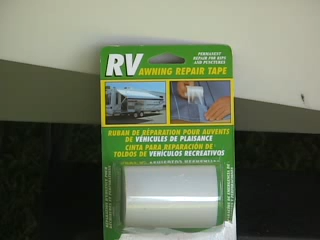 PERMANENT
REPAIR FOR RIPS
AND PUNCTURES
RV AWNING REPAIR TAPE
RUBAN DE RÉPARATION POUR AUVENTS
DE VÉHICULES DE PLAISANCE
CINTA PARA REPARACIÓN DE
TOLDOS DE VEHICULOS RECREATIVOS